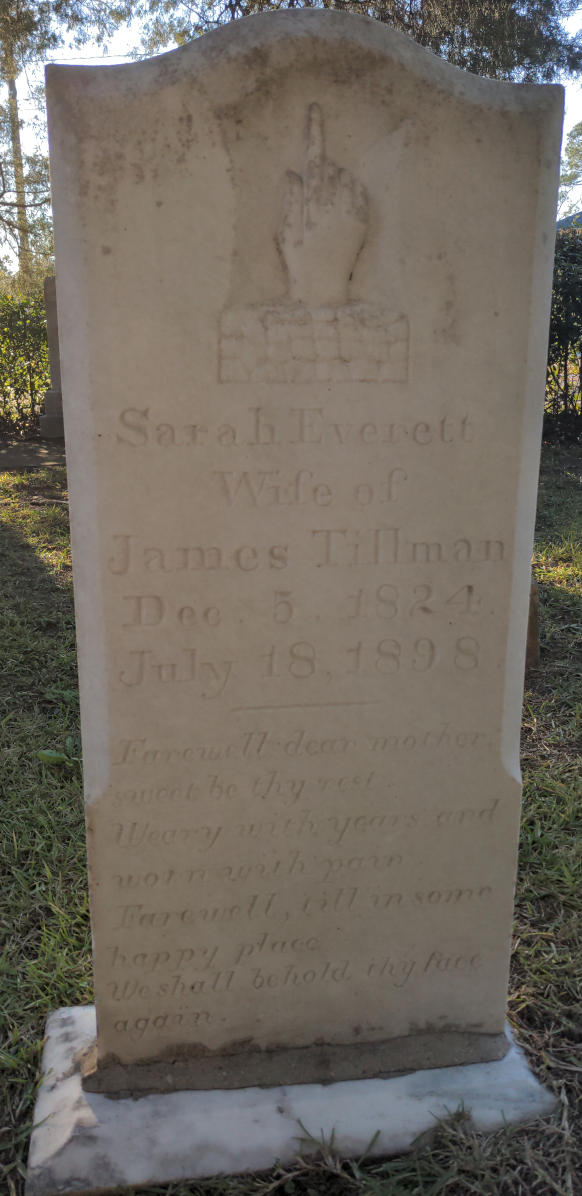 Sarah Everett
Wife of
James Tillman
Dec. 5, 1824.
July 18, 1898.
Farewell dear mother,
sweet be thy rest
Weary with years and
worn with pain
Farewell, till in some
happy place
We shall behold thy face
again.